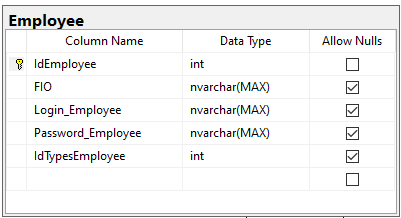 Employee
Column Name Data Type Allow Nulls
IdEmployee int
FIO nvarchar(MAX)
Login_Employee nvarchar(MAX)
Password_Employee nvarchar(MAX)
IdTypesEmployee int